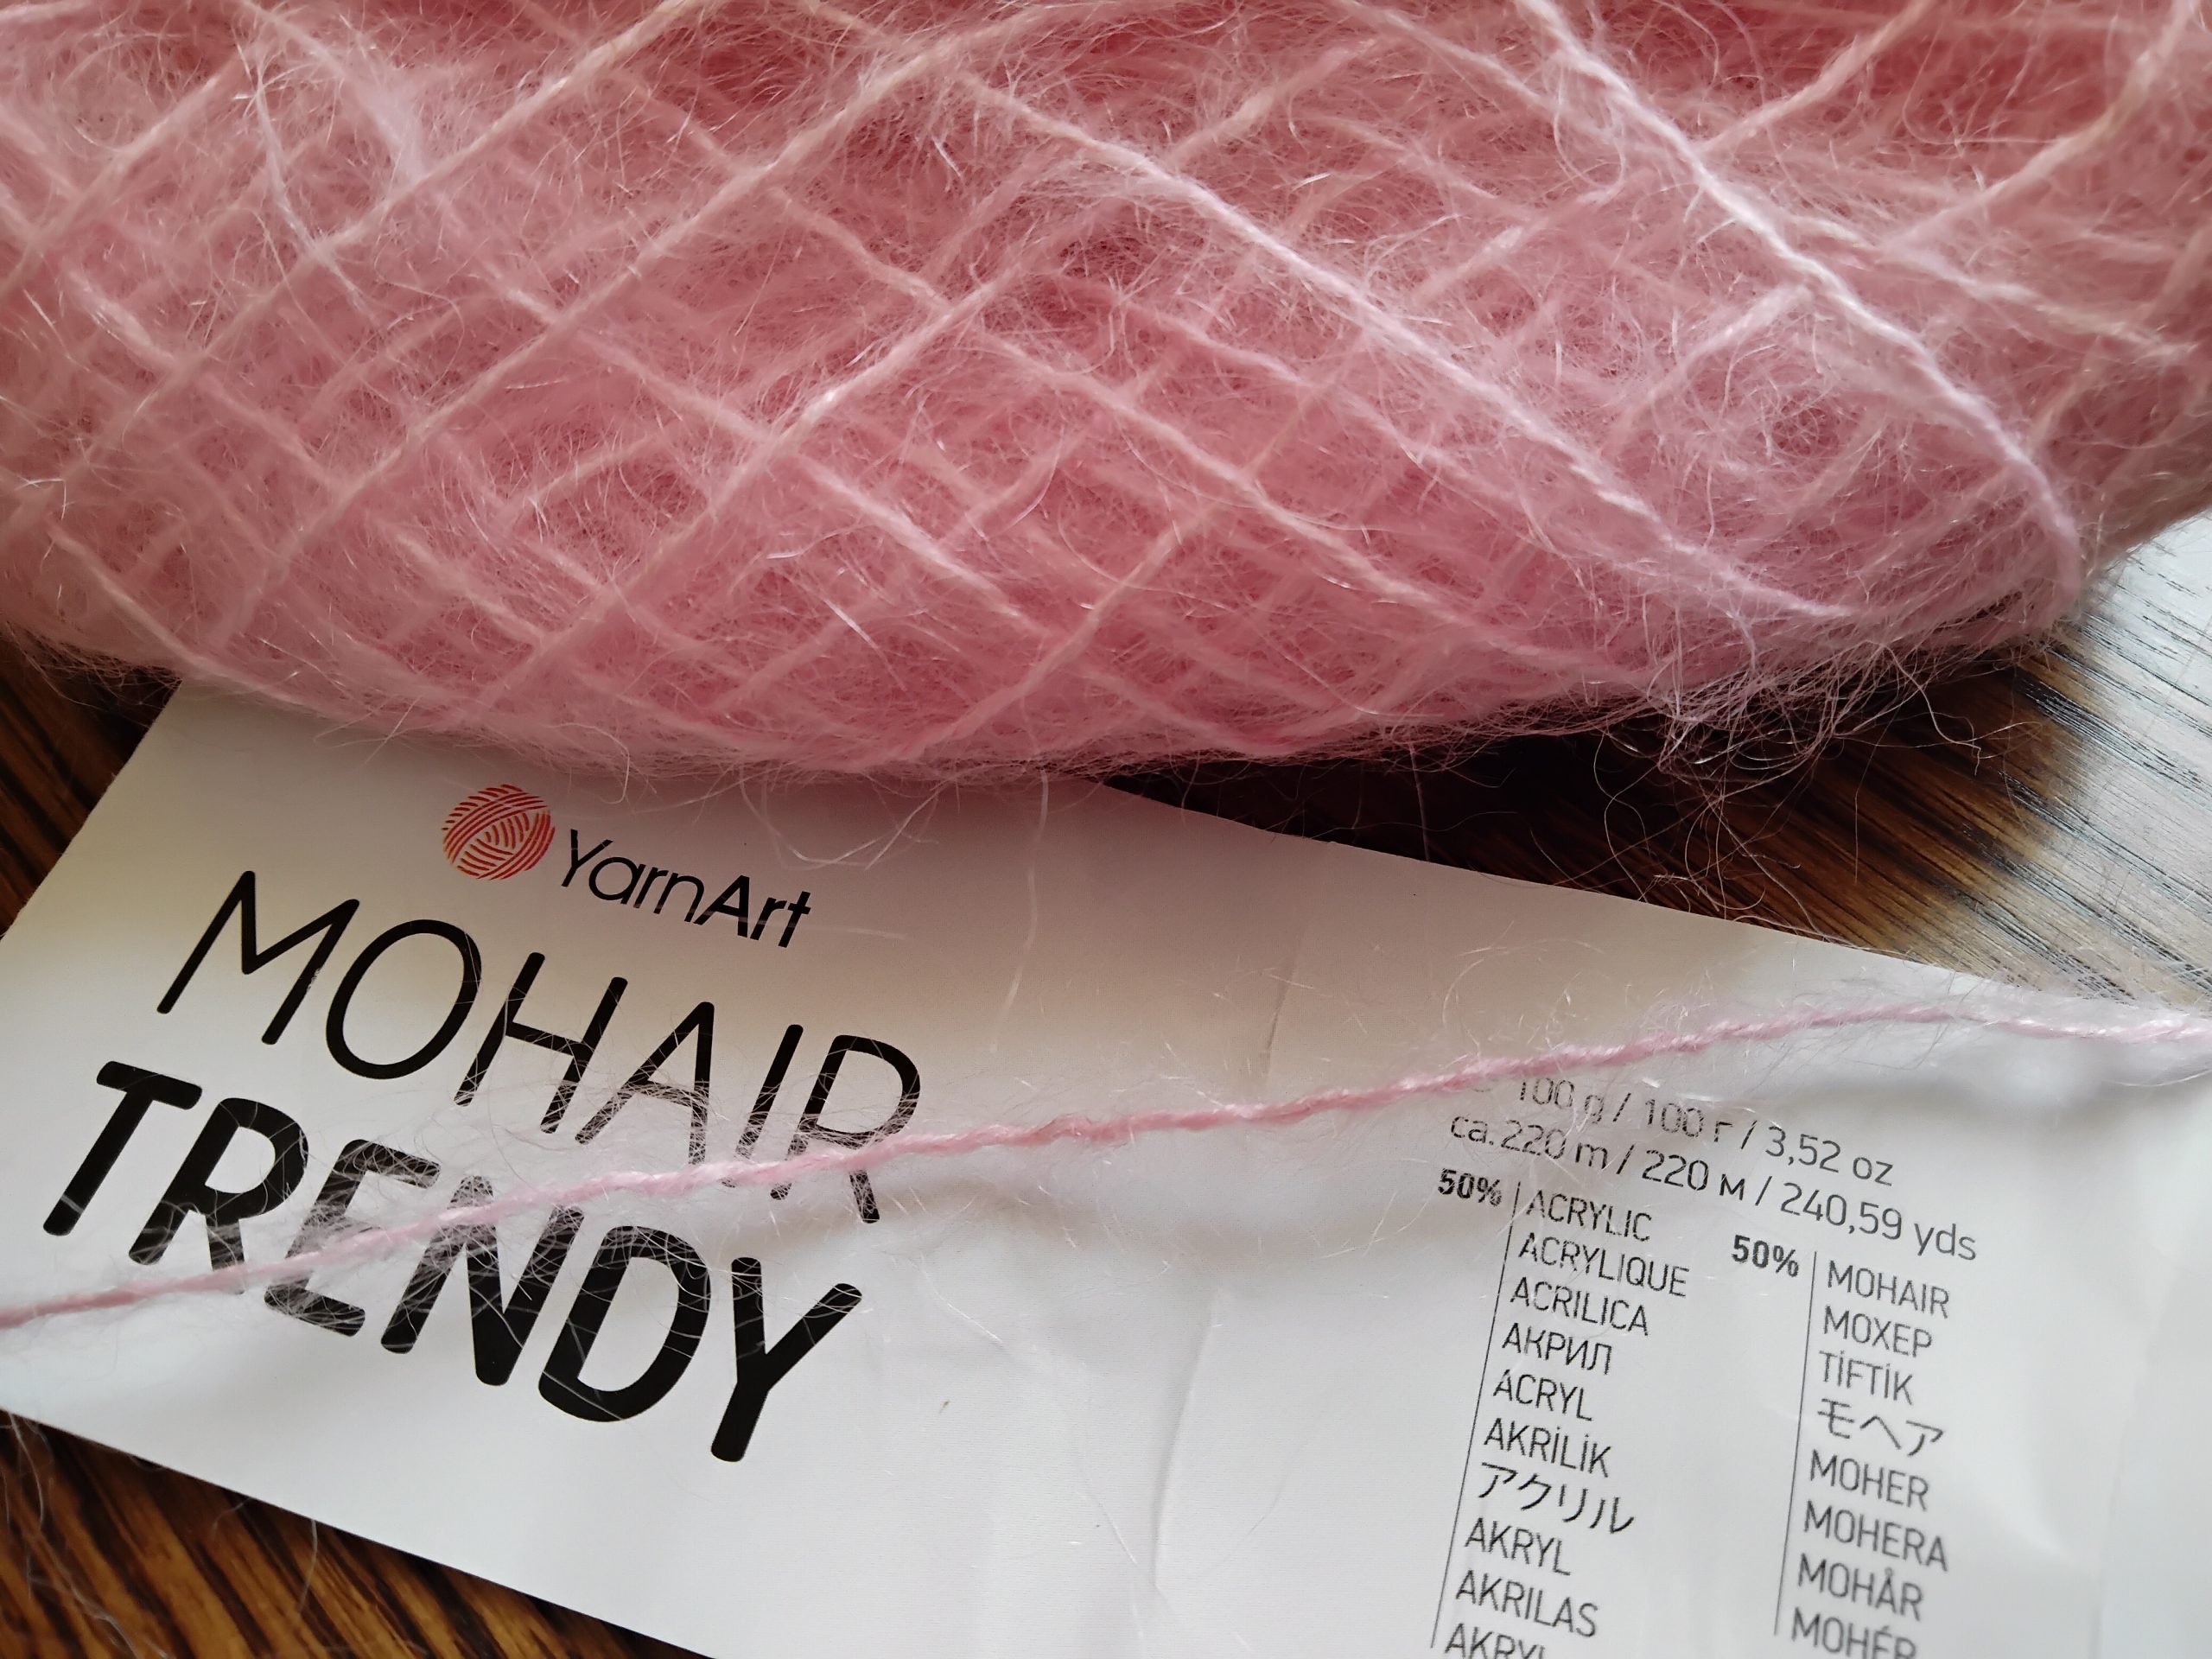 YarnArt
MOHAIR
TRENDY
100 g / 100 г / 3,52 oz
ca. 220 m / 220 м / 240,59 yds
50%
ACRYLIC
ACRYLIQUE
ACRILICA
АКРИЛ
ACRYL
AKRİLİK
アクリル
AKRYL
AKRILAS
50%
MOHAIR
МОХЕР
TİFTİK
モヘア
MOHER
MOHERA
MOHÅR
MOHÉR